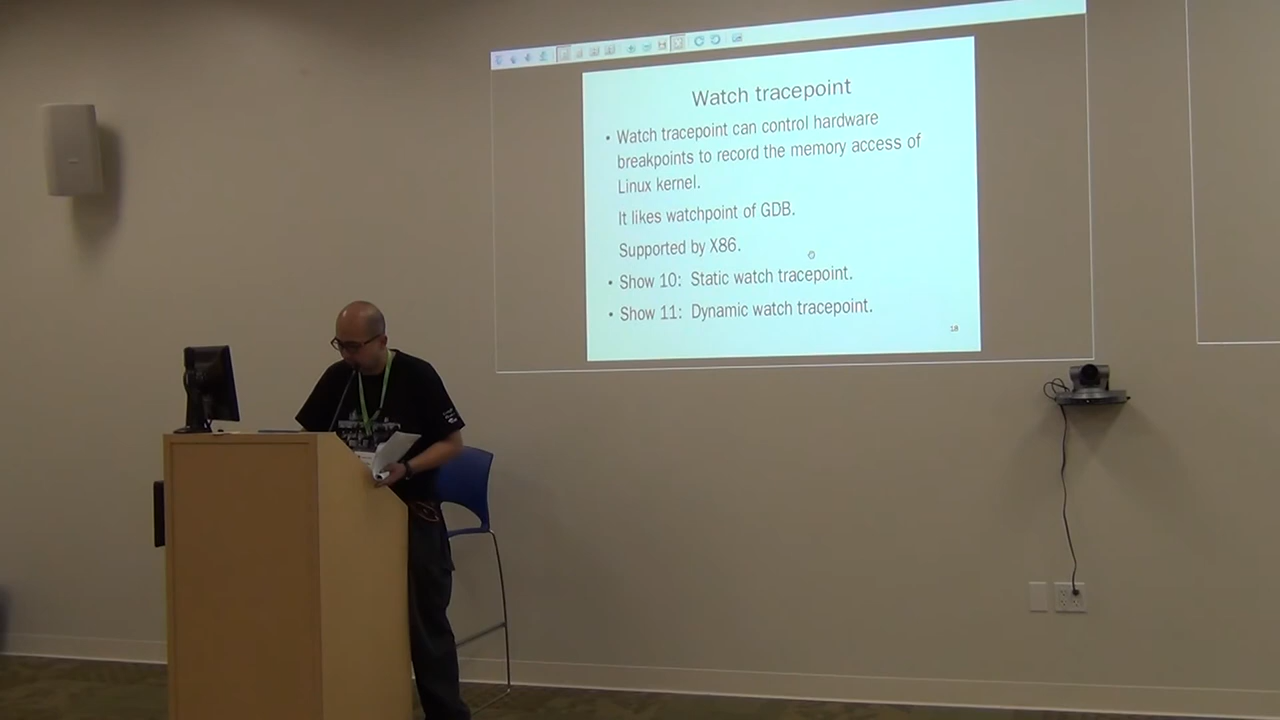 Watch tracepoint
• Watch tracepoint can control hardware
breakpoints to record the memory access of
Linux kernel.
It likes watchpoint of GDB.
Supported by X86.
• Show 10: Static watch tracepoint.
• Show 11: Dynamic watch tracepoint.
18